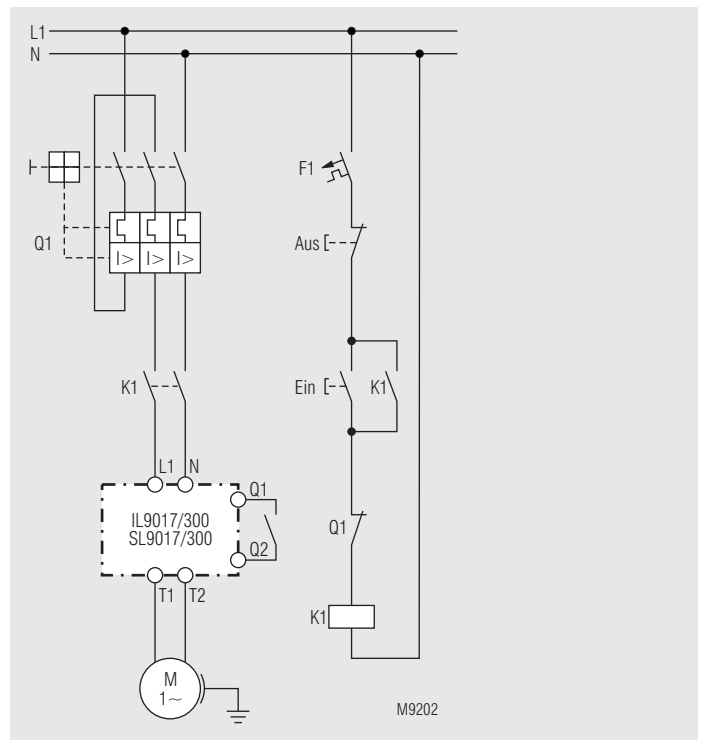 L1
N
F1
Q1
I> I> I>
Aus
K1
Ein K1
L1 N
Q1
IL9017/300
SL9017/300
Q2
Q1
T1 T2
K1
M
1~
M9202